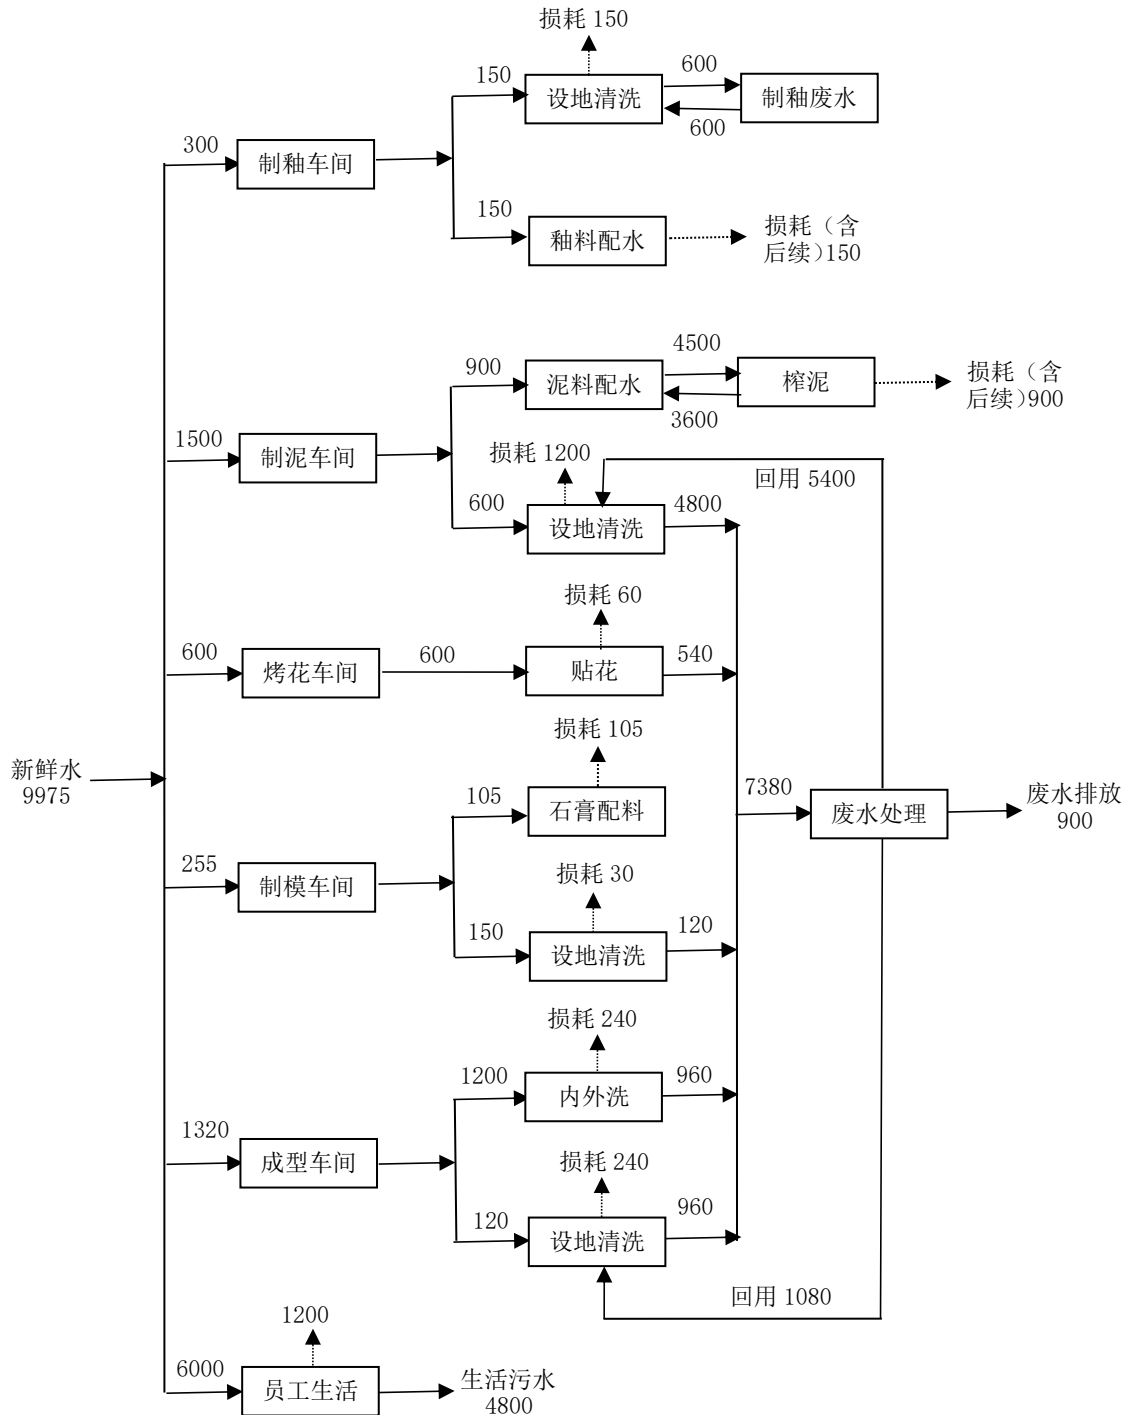 损耗 150
150
设地清洗
600
600
制釉废水
300
制釉车间
150
釉料配水
损耗（含
后续）150
900
泥料配水
4500
3600
榨泥
损耗（含
后续）900
1500
制泥车间
损耗 1200
600
设地清洗
4800
回用 5400
损耗 60
600
烤花车间
600
贴花
540
损耗 105
新鲜水
9975
105
石膏配料
7380
废水处理
废水排放
900
255
制模车间
损耗 30
150
设地清洗
120
损耗 240
1200
内外洗
960
1320
成型车间
损耗 240
120
设地清洗
960
回用 1080
1200
6000
员工生活
生活污水
4800